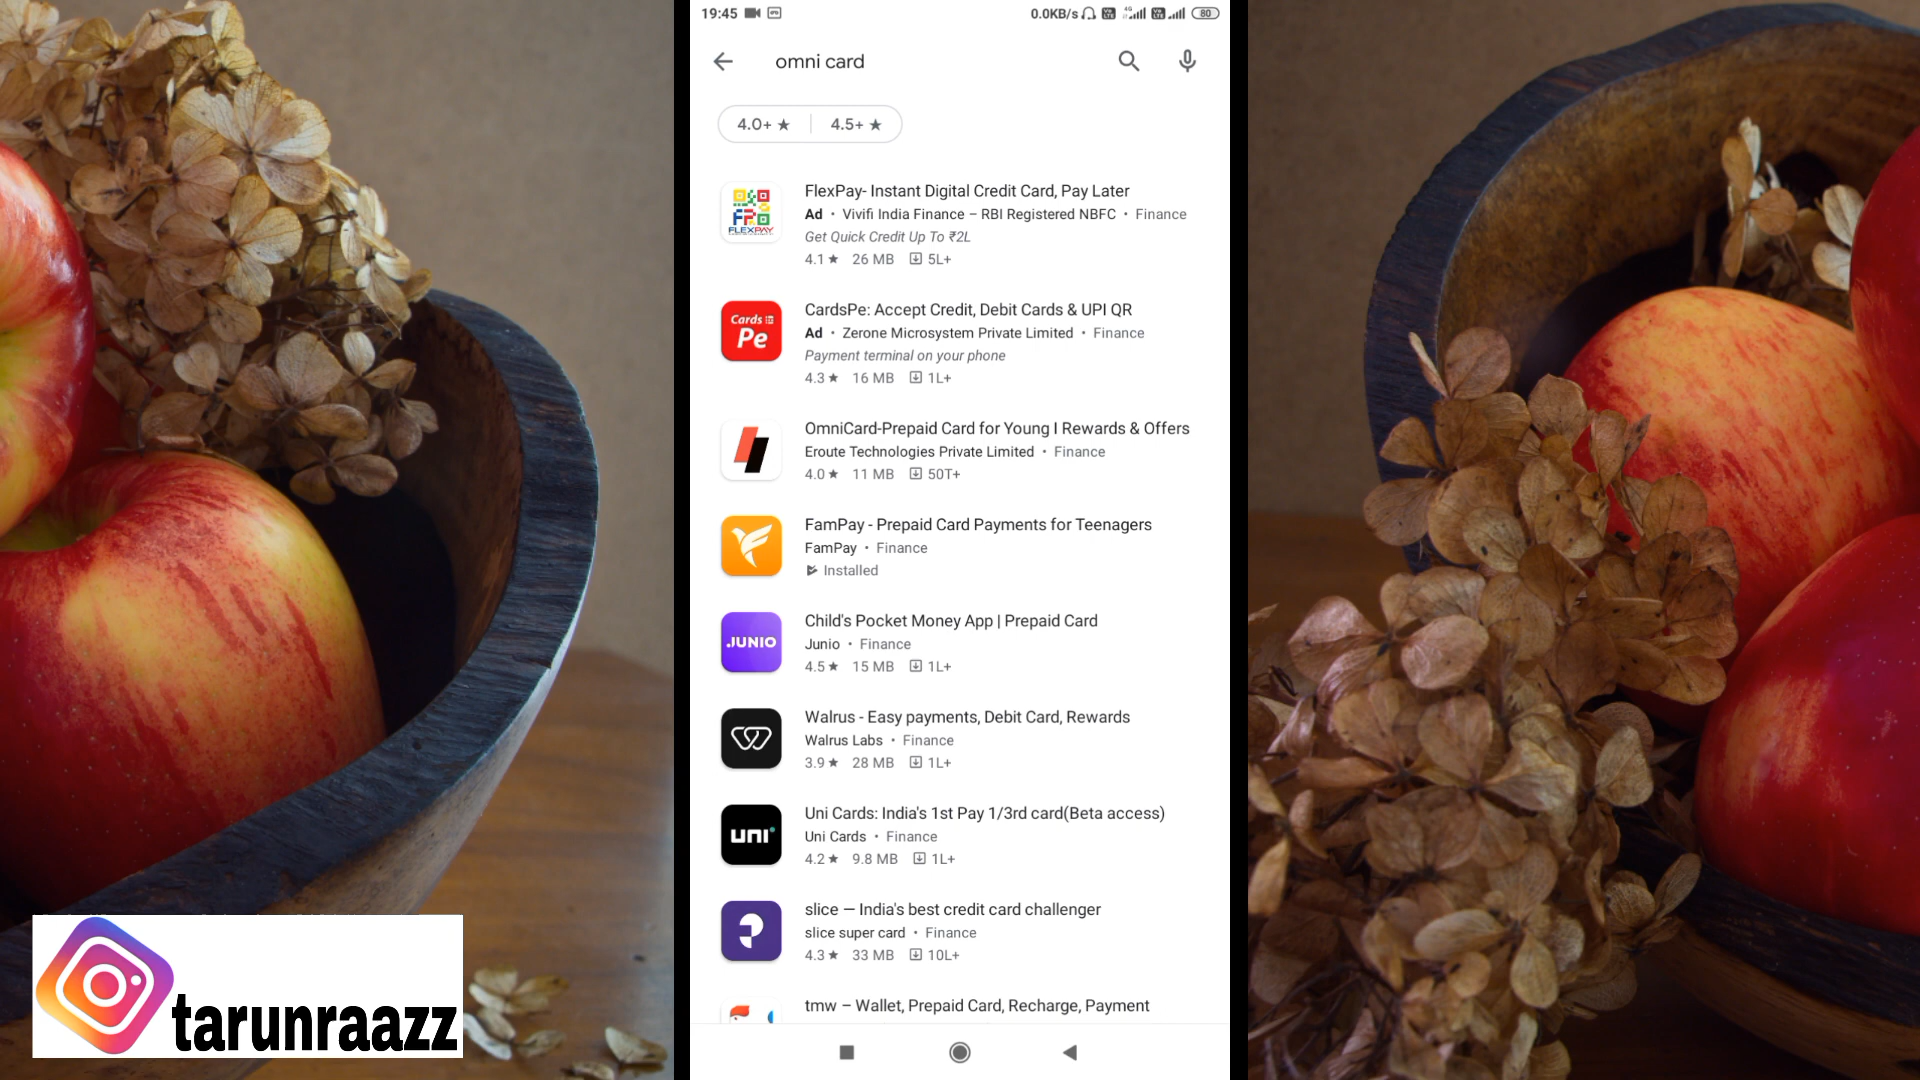 19:45
0.0KB/s 4G 80
omni card
4.0+ ★ 4.5+ ★
FlexPay- Instant Digital Credit Card, Pay Later
Ad • Vivifi India Finance – RBI Registered NBFC • Finance
Get Quick Credit Up To ₹2L
4.1 ★ 26 MB 5L+
FLEXPAY
CardsPe: Accept Credit, Debit Cards & UPI QR
Ad • Zerone Microsystem Private Limited • Finance
Payment terminal on your phone
4.3 ★ 16 MB 1L+
Cards
Pe
OmniCard-Prepaid Card for Young I Rewards & Offers
Eroute Technologies Private Limited • Finance
4.0 ★ 11 MB 50T+
FamPay - Prepaid Card Payments for Teenagers
FamPay • Finance
Installed
Child's Pocket Money App | Prepaid Card
Junio • Finance
4.5 ★ 15 MB 1L+
JUNIO
Walrus - Easy payments, Debit Card, Rewards
Walrus Labs • Finance
3.9 ★ 28 MB 1L+
Uni Cards: India's 1st Pay 1/3rd card(Beta access)
Uni Cards • Finance
4.2 ★ 9.8 MB 1L+
uni
slice — India's best credit card challenger
slice super card • Finance
4.3 ★ 33 MB 10L+
tmw – Wallet, Prepaid Card, Recharge, Payment
tarunraazz